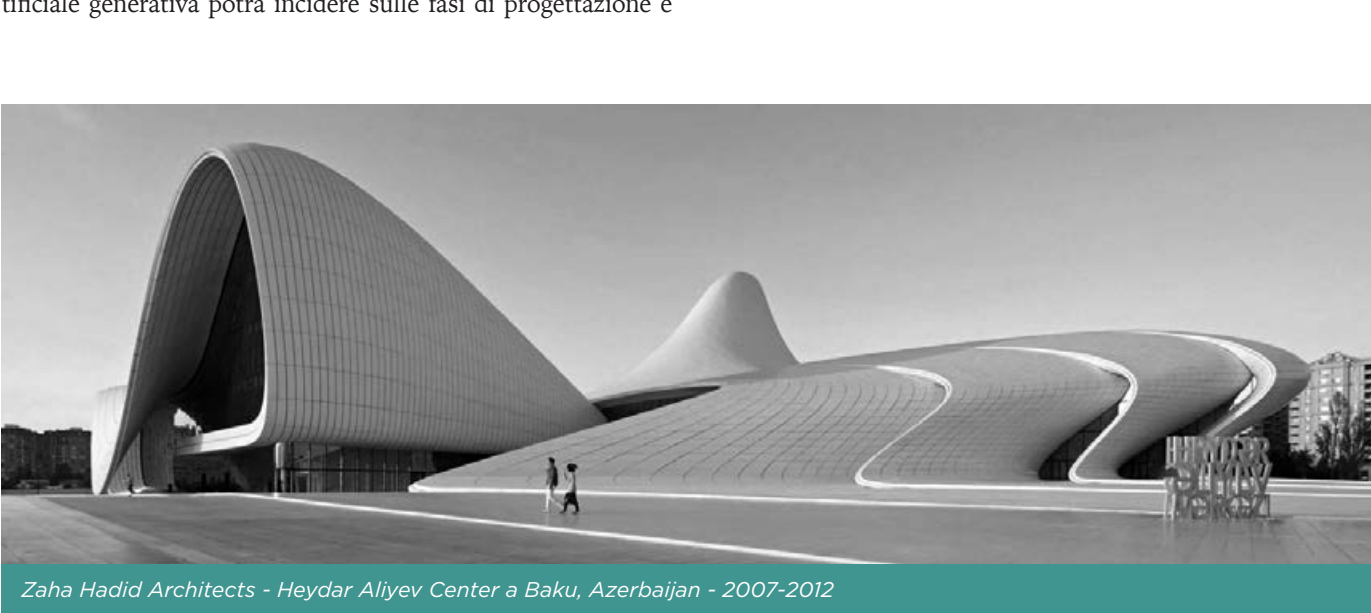 tificiale generativa potrà incidere sulle fasi di progettazione e
Zaha Hadid Architects - Heydar Aliyev Center a Baku, Azerbaijan - 2007-2012